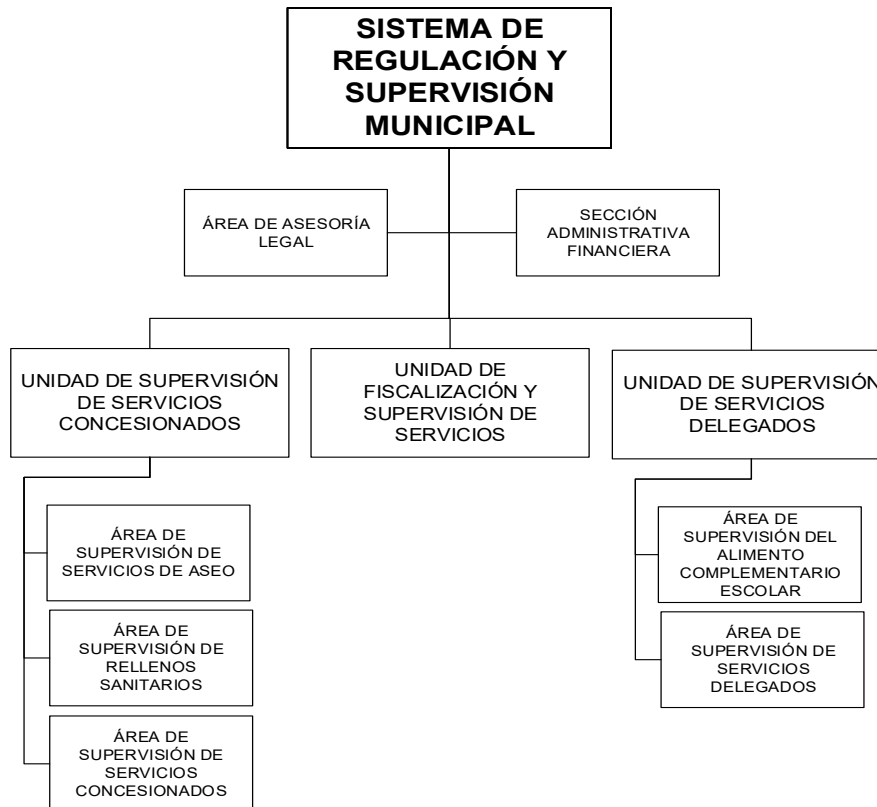 SISTEMA DE
REGULACIÓN Y
SUPERVISIÓN
MUNICIPAL
ÁREA DE ASESORÍA
LEGAL
SECCIÓN
ADMINISTRATIVA
FINANCIERA
UNIDAD DE SUPERVISIÓN
DE SERVICIOS
CONCESIONADOS
UNIDAD DE
FISCALIZACIÓN Y
SUPERVISIÓN DE
SERVICIOS
UNIDAD DE SUPERVISIÓN
DE SERVICIOS
DELEGADOS
ÁREA DE
SUPERVISIÓN DE
SERVICIOS DE ASEO
ÁREA DE
SUPERVISIÓN DE
RELLENOS
SANITARIOS
ÁREA DE
SUPERVISIÓN DE
SERVICIOS
CONCESIONADOS
ÁREA DE
SUPERVISIÓN DEL
ALIMENTO
COMPLEMENTARIO
ESCOLAR
ÁREA DE
SUPERVISIÓN DE
SERVICIOS
DELEGADOS